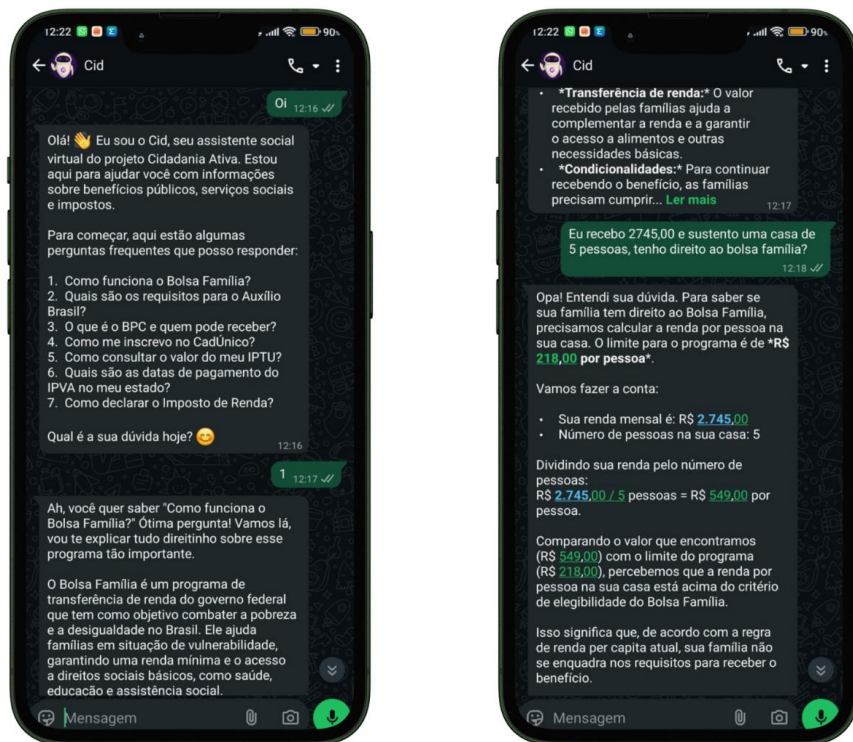 12:22
90%
Cid
Oi 12:16
Olá! 👋 Eu sou o Cid, seu assistente social
virtual do projeto Cidadania Ativa. Estou
aqui para ajudar você com informações
sobre benefícios públicos, serviços sociais
e impostos.
Para começar, aqui estão algumas
perguntas frequentes que posso responder:
1. Como funciona o Bolsa Família?
2. Quais são os requisitos para o Auxílio
Brasil?
3. O que é o BPC e quem pode receber?
4. Como me inscrevo no CadÚnico?
5. Como consultar o valor do meu IPTU?
6. Quais são as datas de pagamento do
IPVA no meu estado?
7. Como declarar o Imposto de Renda?
Qual é a sua dúvida hoje? 😊
12:16
1 12:17
Ah, você quer saber "Como funciona o
Bolsa Família?" Ótima pergunta! Vamos lá,
vou te explicar tudo direitinho sobre esse
programa tão importante.
O Bolsa Família é um programa de
transferência de renda do governo federal
que tem como objetivo combater a pobreza
e a desigualdade no Brasil. Ele ajuda
famílias em situação de vulnerabilidade,
garantindo uma renda mínima e o acesso
a direitos sociais básicos, como saúde,
educação e assistência social.
Mensagem
12:22
90%
Cid
• *Transferência de renda:* O valor
recebido pelas famílias ajuda a
complementar a renda e a garantir
o acesso a alimentos e outras
necessidades básicas.
• *Condicionalidades:* Para continuar
recebendo o benefício, as famílias
precisam cumprir... Ler mais
12:17
Eu recebo 2745,00 e sustento uma casa de
5 pessoas, tenho direito ao bolsa família?
12:18
Opa! Entendi sua dúvida. Para saber se
sua família tem direito ao Bolsa Família,
precisamos calcular a renda por pessoa na
sua casa. O limite para o programa é de *R$
218,00 por pessoa*.
Vamos fazer a conta:
• Sua renda mensal é: R$ 2.745,00
• Número de pessoas na sua casa: 5
Dividindo sua renda pelo número de
pessoas:
R$ 2.745,00 / 5 pessoas = R$ 549,00 por
pessoa.
Comparando o valor que encontramos
(R$ 549,00) com o limite do programa
(R$ 218,00), percebemos que a renda por
pessoa na sua casa está acima do critério
de elegibilidade do Bolsa Família.
Isso significa que, de acordo com a regra
de renda per capita atual, sua família não
se enquadra nos requisitos para receber o
benefício.
Mensagem